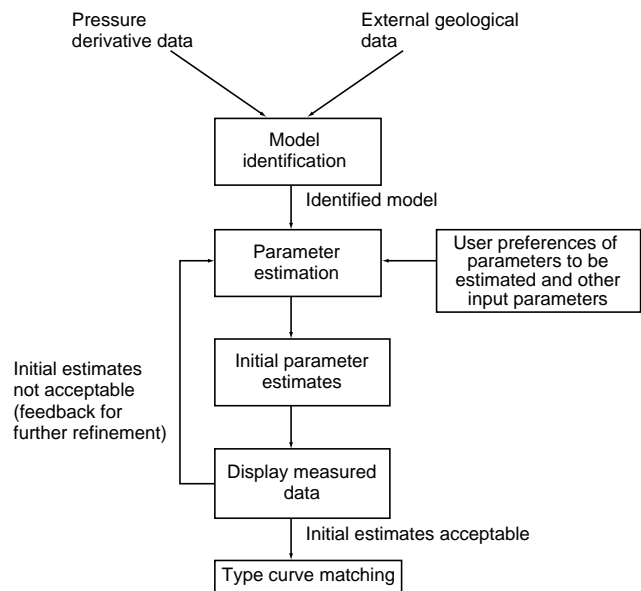 Pressure
derivative data
External geological
data
Model
identification
Identified model
Parameter
estimation
User preferences of
parameters to be
estimated and other
input parameters
Initial parameter
estimates
Initial estimates
not acceptable
(feedback for
further refinement)
Display measured
data
Initial estimates acceptable
Type curve matching